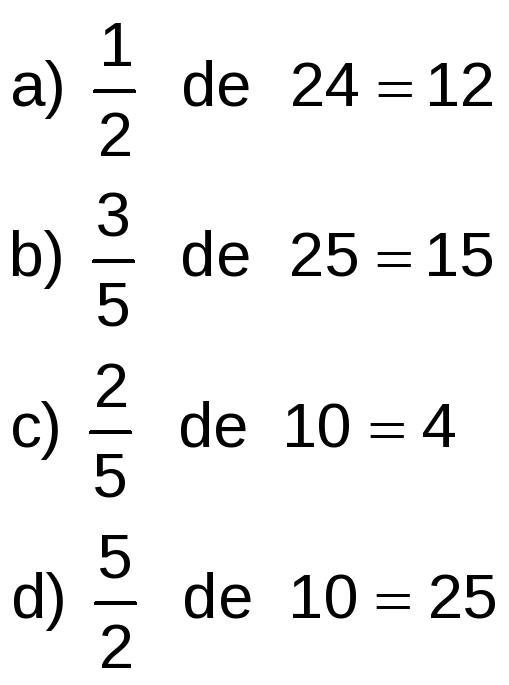 a) 1/2 de 24 = 12
b) 3/5 de 25 = 15
c) 2/5 de 10 = 4
d) 5/2 de 10 = 25